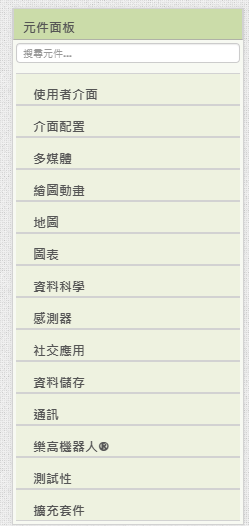 元件面板
搜尋元件...
使用者介面
介面配置
多媒體
繪圖動畫
地圖
圖表
資料科學
感測器
社交應用
資料儲存
通訊
樂高機器人®
測試性
擴充套件